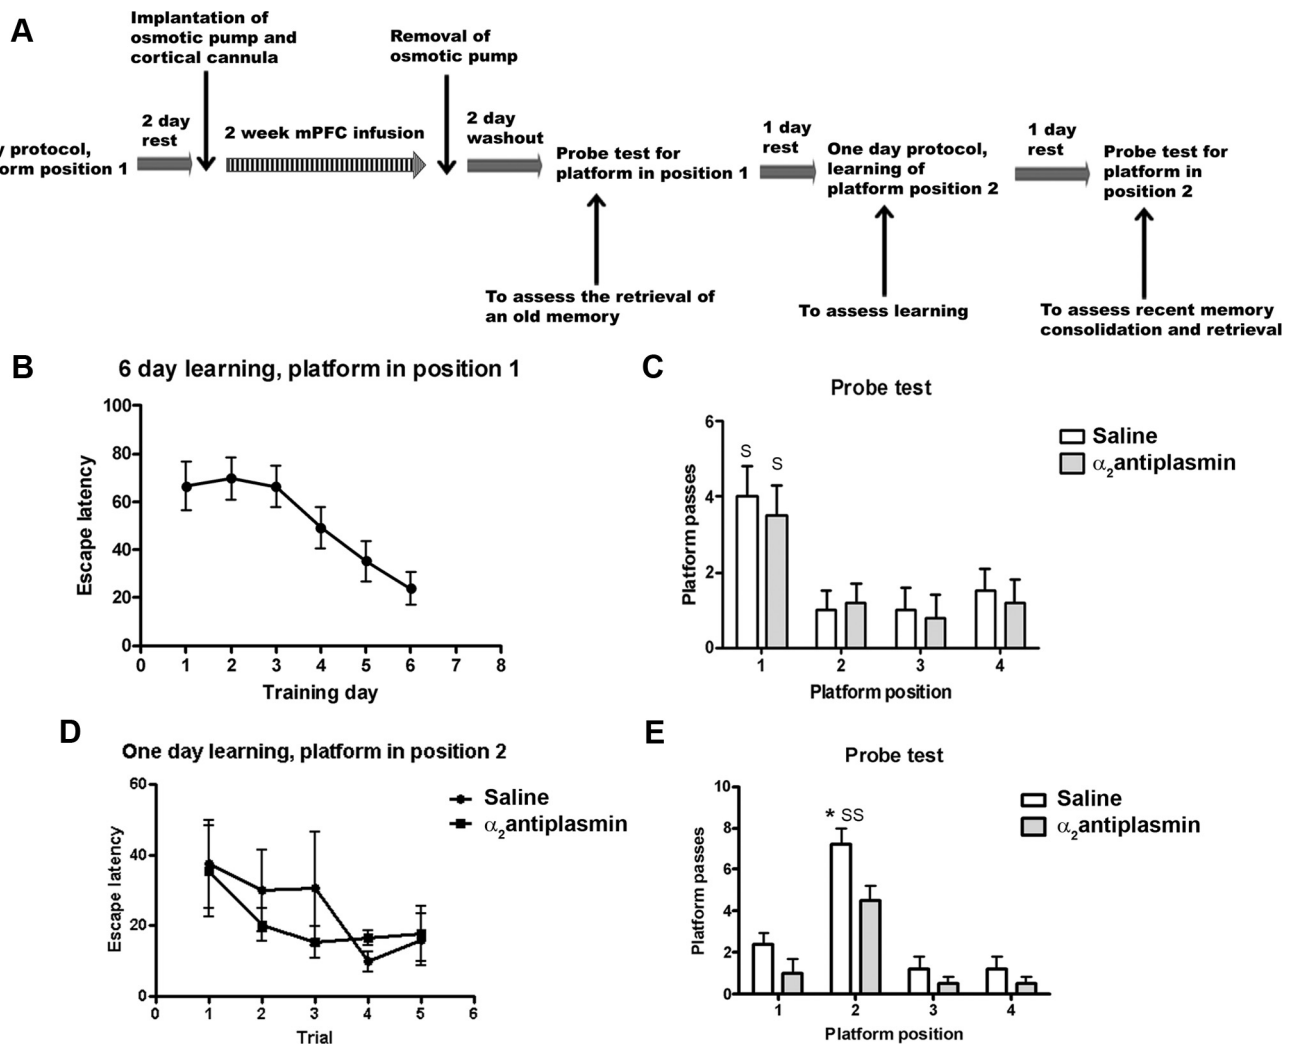 A
Implantation of
osmotic pump and
cortical cannula
Removal of
osmotic pump
y protocol,
orm position 1
2 day
rest
2 week mPFC infusion
2 day
washout
Probe test for
platform in position 1
1 day
rest
One day protocol,
learning of
platform position 2
1 day
rest
Probe test for
platform in
position 2
To assess the retrieval of
an old memory
To assess learning
To assess recent memory
consolidation and retrieval
B
6 day learning, platform in position 1
Escape latency
100
80
60
40
20
0
0 1 2 3 4 5 6 7 8
Training day
C
Probe test
Platform passes
6
4
2
0
S S
1 2 3 4
Platform position
Saline
α2antiplasmin
D
One day learning, platform in position 2
Escape latency
60
40
20
0
0 1 2 3 4 5 6
Trial
Saline
α2antiplasmin
E
Probe test
Platform passes
10
8
6
4
2
0
* SS
1 2 3 4
Platform position
Saline
α2antiplasmin